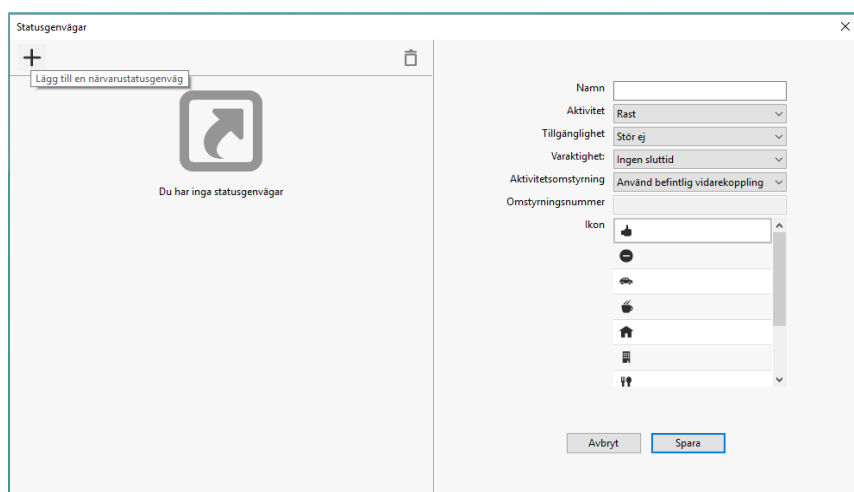 Statusgenvägar
Lägg till en närvarustatusgenväg
Du har inga statusgenvägar
Namn
Aktivitet Rast
Tillgänglighet Stör ej
Varaktighet: Ingen sluttid
Aktivitetsomstyrning Använd befintlig vidarekoppling
Omstyrningsnummer
Ikon
Avbryt Spara